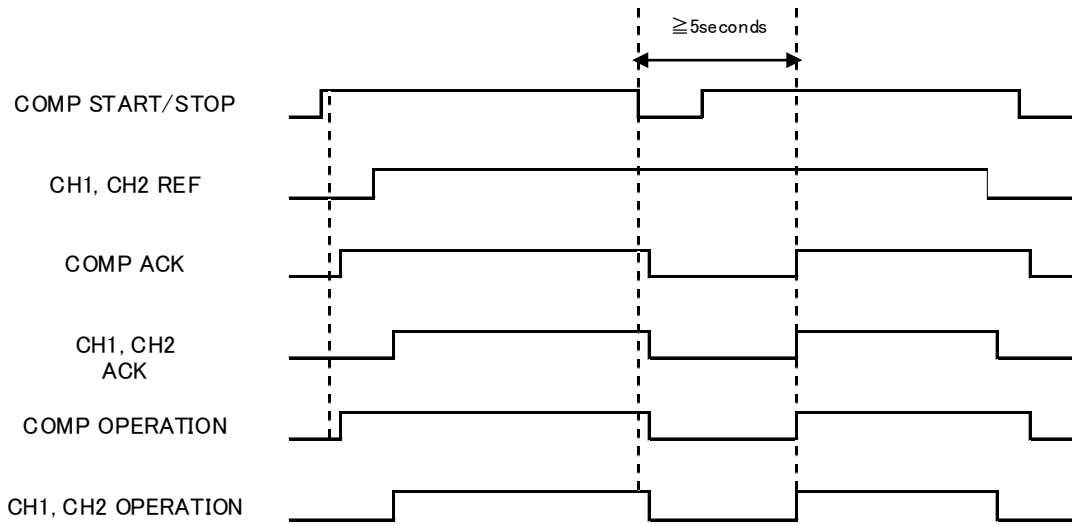 ≧5seconds
COMP START/STOP
CH1, CH2 REF
COMP ACK
CH1, CH2
ACK
COMP OPERATION
CH1, CH2 OPERATION